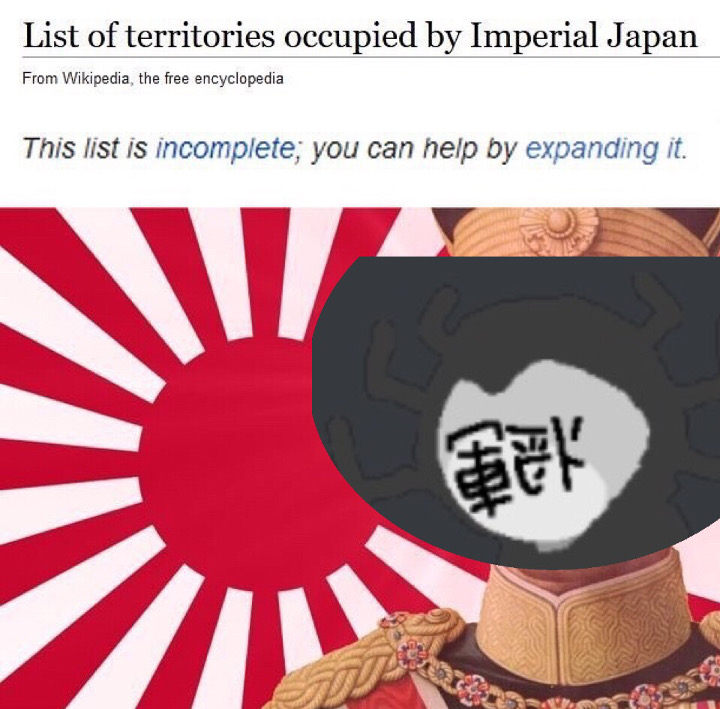 List of territories occupied by Imperial Japan
From Wikipedia, the free encyclopedia
This list is incomplete; you can help by expanding it.